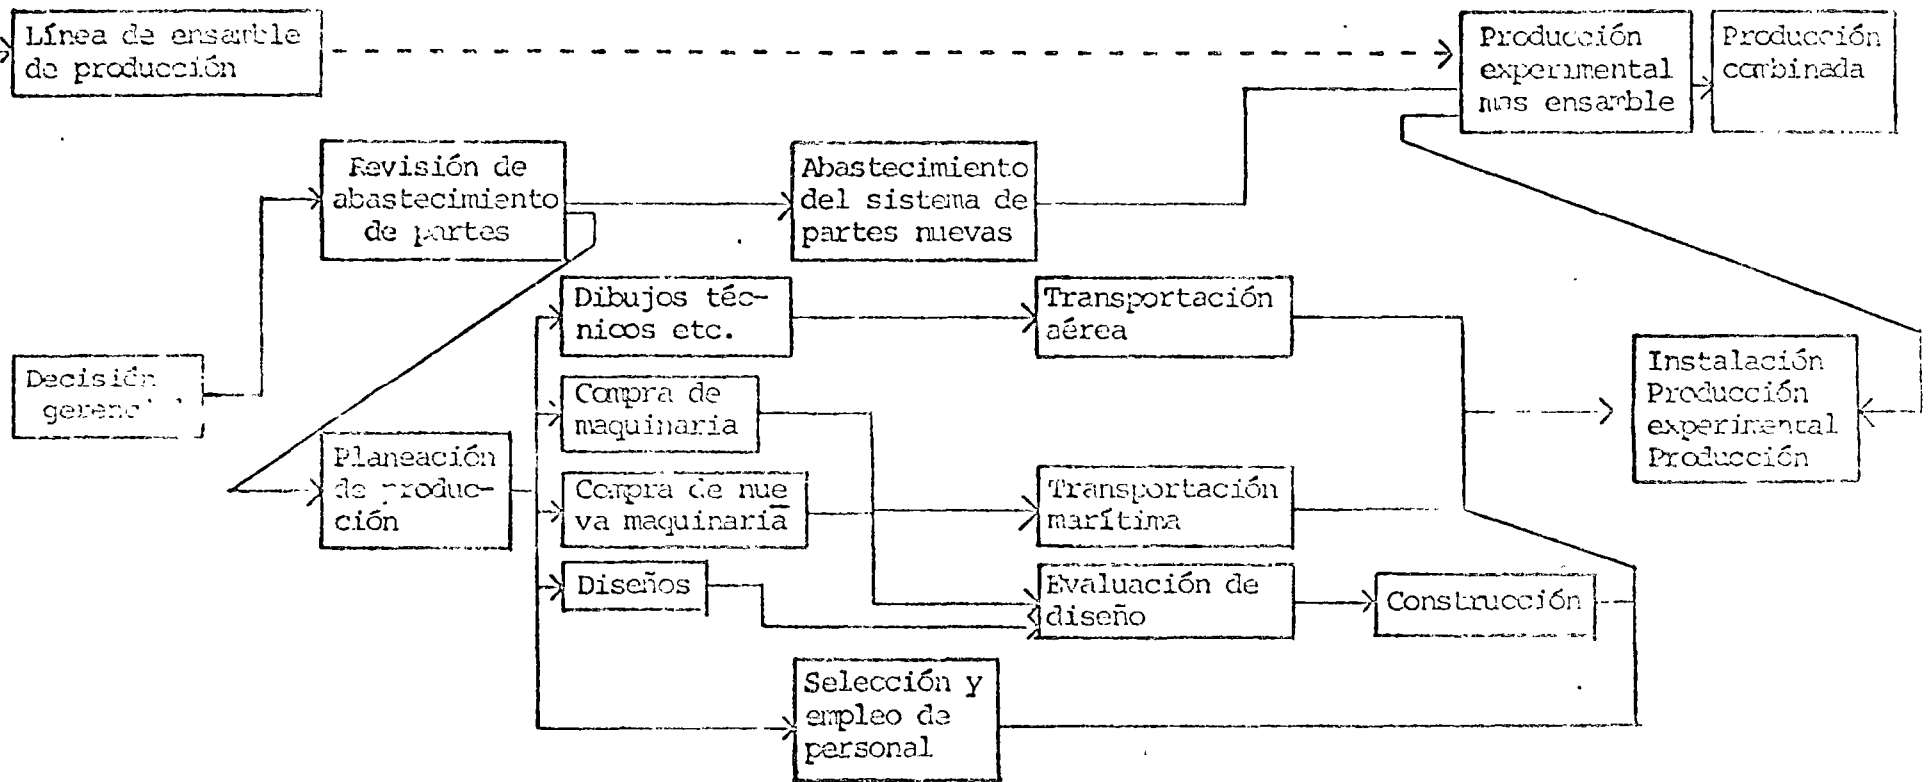 Línea de ensamble
de producción
Producción
experimental
mas ensamble
Producción
combinada
Revisión de
abastecimiento
de partes
Abastecimiento
del sistema de
partes nuevas
Dibujos téc-
nicos etc.
Transportación
aérea
Decisión
Compra de
maquinaria
Instalación
Producción
experimental
Producción
Planeación
de produc-
ción
Compra de nue
va maquinaria
Transportación
marítima
Diseños
Evaluación de
diseño
Construcción
Selección y
empleo de
personal